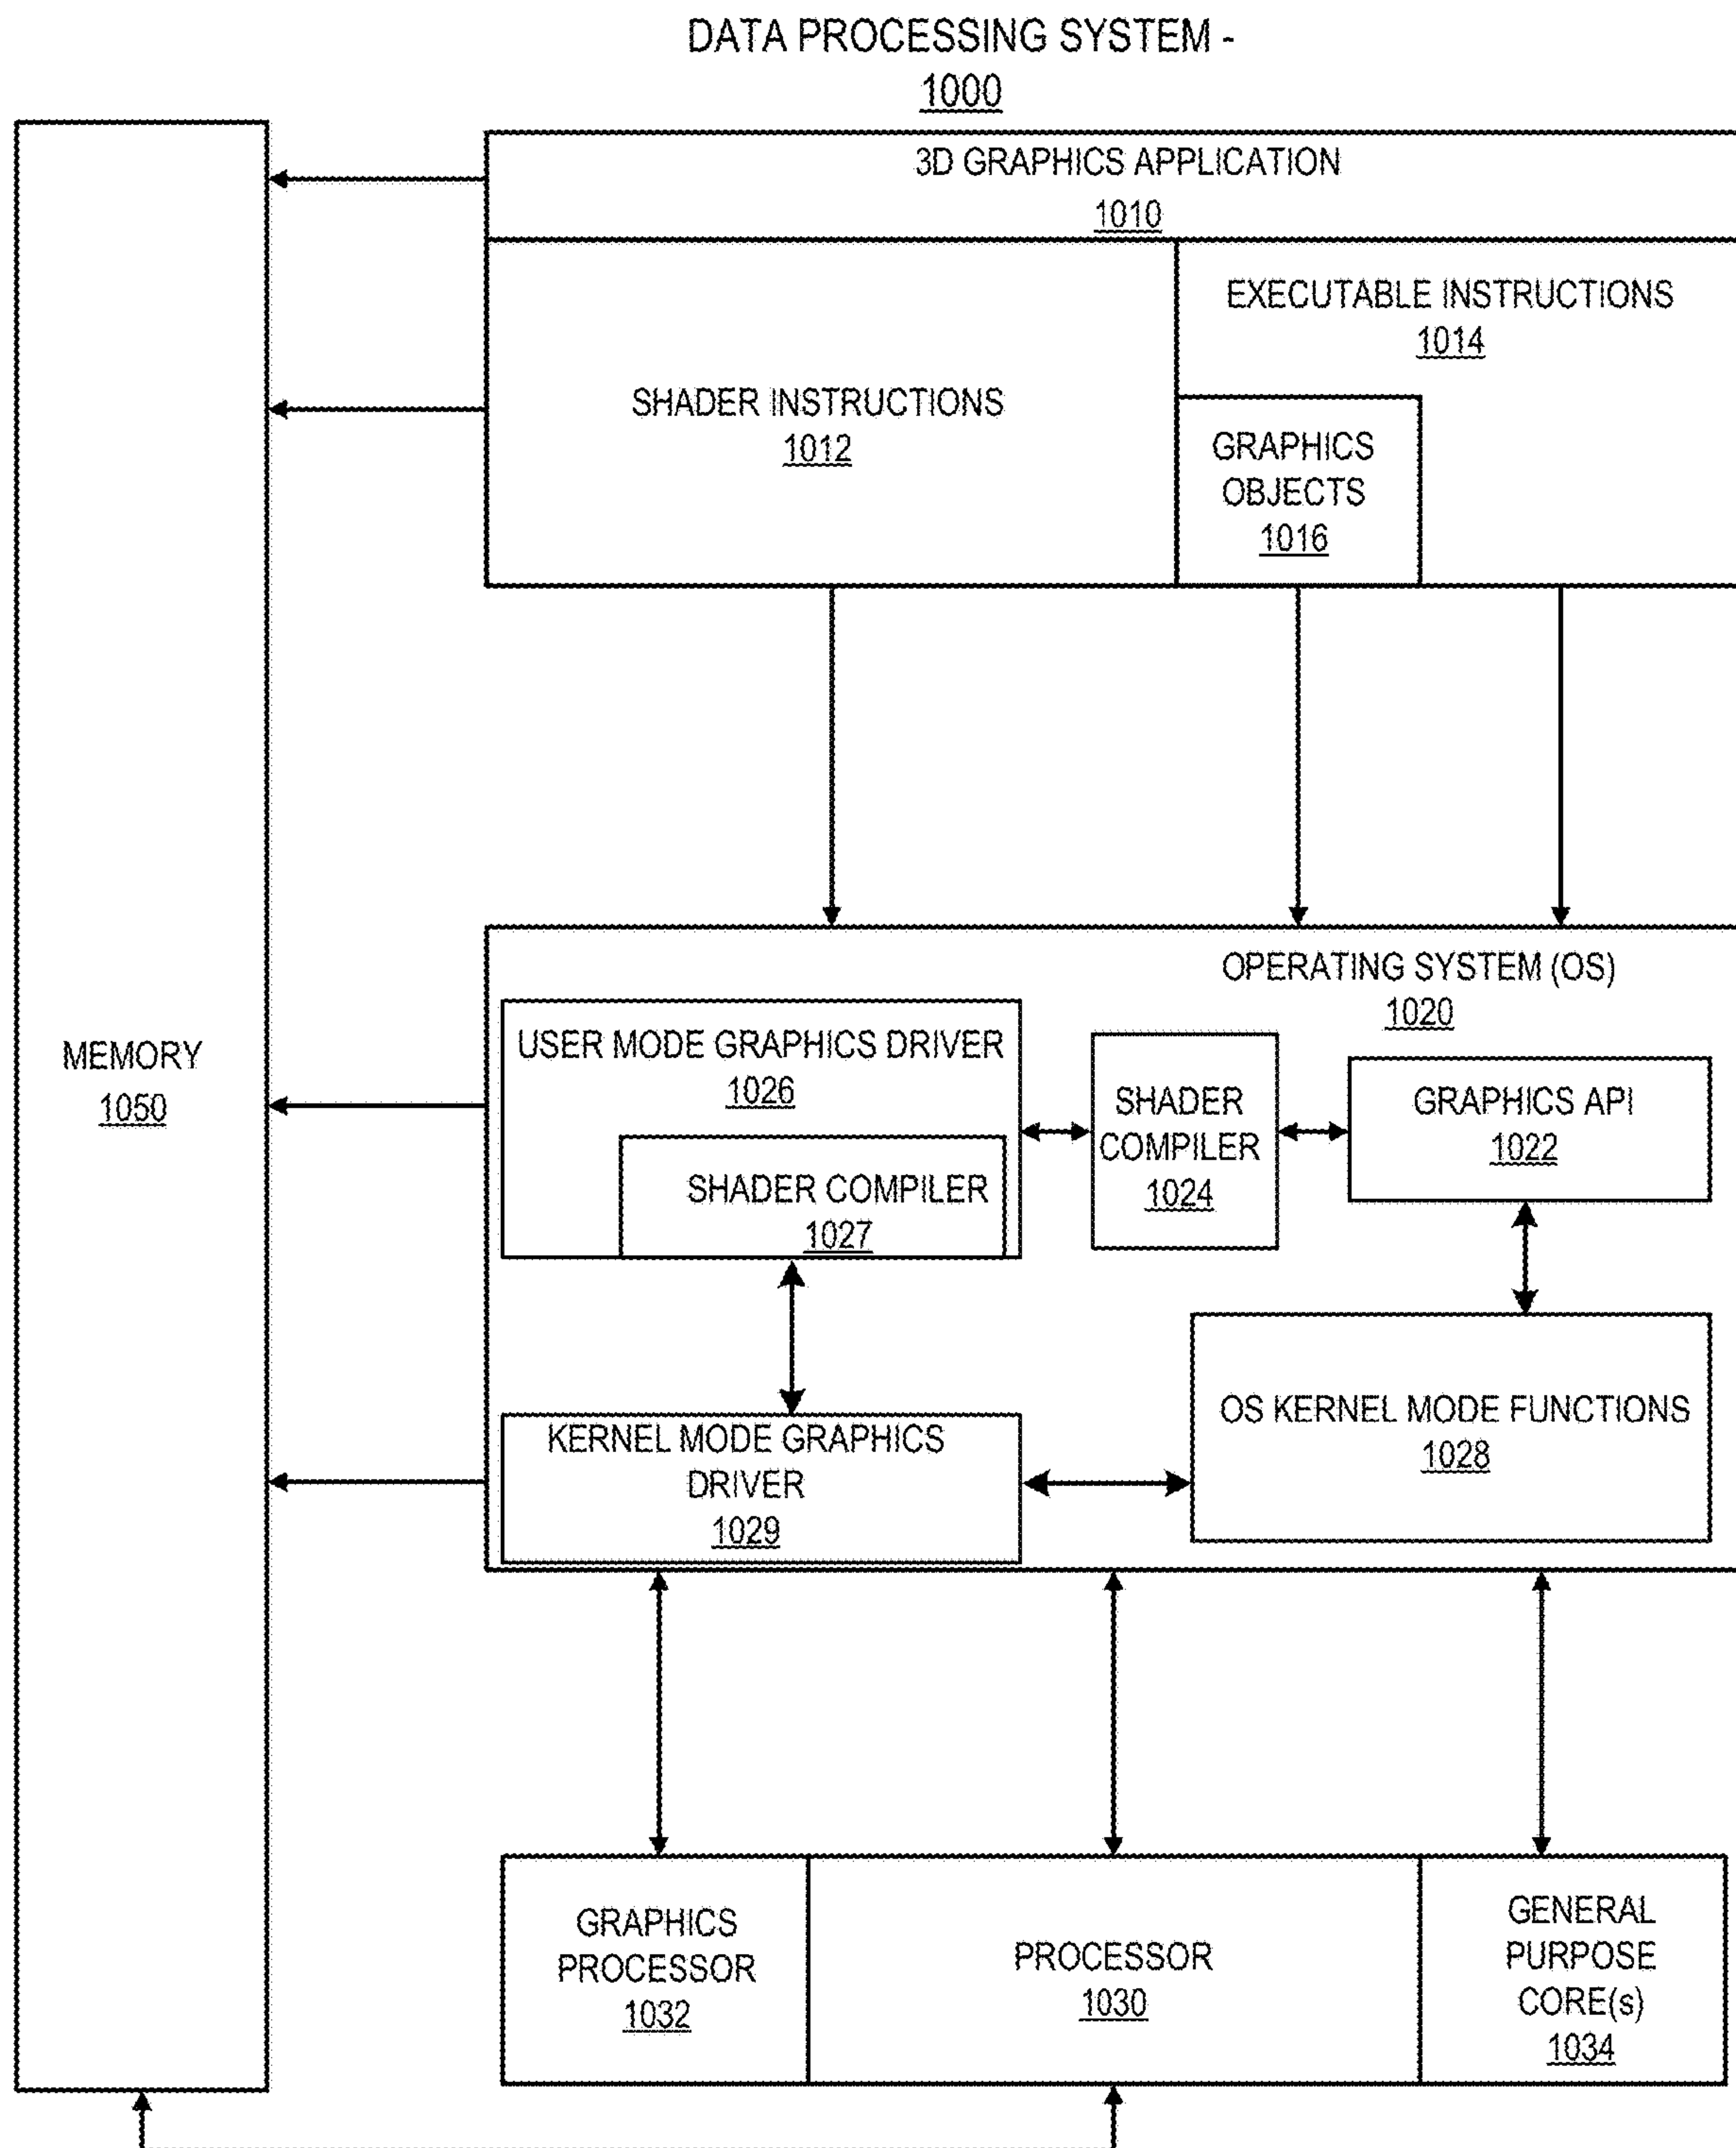 DATA PROCESSING SYSTEM -
1000
3D GRAPHICS APPLICATION
1010
EXECUTABLE INSTRUCTIONS
1014
SHADER INSTRUCTIONS
1012
GRAPHICS
OBJECTS
1016
OPERATING SYSTEM (OS)
1020
MEMORY
1050
USER MODE GRAPHICS DRIVER
1026
SHADER COMPILER
1027
SHADER
COMPILER
1024
GRAPHICS API
1022
KERNEL MODE GRAPHICS
DRIVER
1029
OS KERNEL MODE FUNCTIONS
1028
GRAPHICS
PROCESSOR
1032
PROCESSOR
1030
GENERAL
PURPOSE
CORE(s)
1034